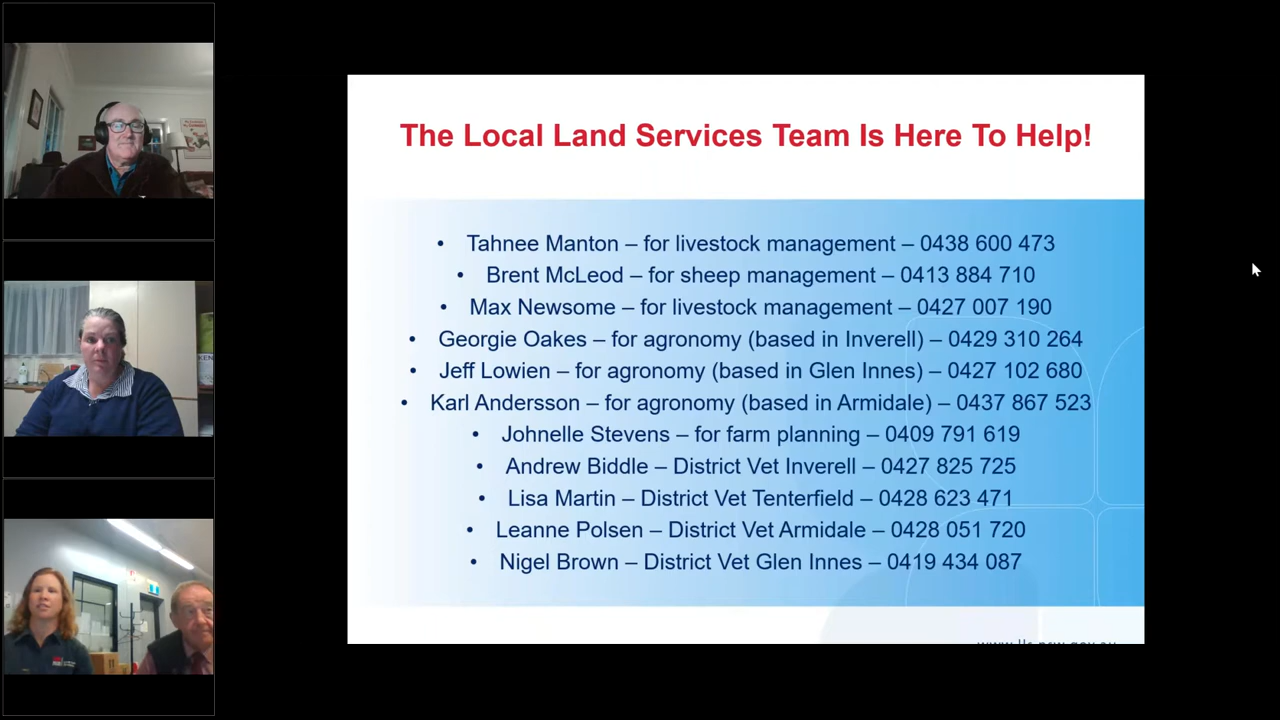 The Local Land Services Team Is Here To Help!
• Tahnee Manton – for livestock management – 0438 600 473
• Brent McLeod – for sheep management – 0413 884 710
• Max Newsome – for livestock management – 0427 007 190
• Georgie Oakes – for agronomy (based in Inverell) – 0429 310 264
• Jeff Lowien – for agronomy (based in Glen Innes) – 0427 102 680
• Karl Andersson – for agronomy (based in Armidale) – 0437 867 523
• Johnelle Stevens – for farm planning – 0409 791 619
• Andrew Biddle – District Vet Inverell – 0427 825 725
• Lisa Martin – District Vet Tenterfield – 0428 623 471
• Leanne Polsen – District Vet Armidale – 0428 051 720
• Nigel Brown – District Vet Glen Innes – 0419 434 087